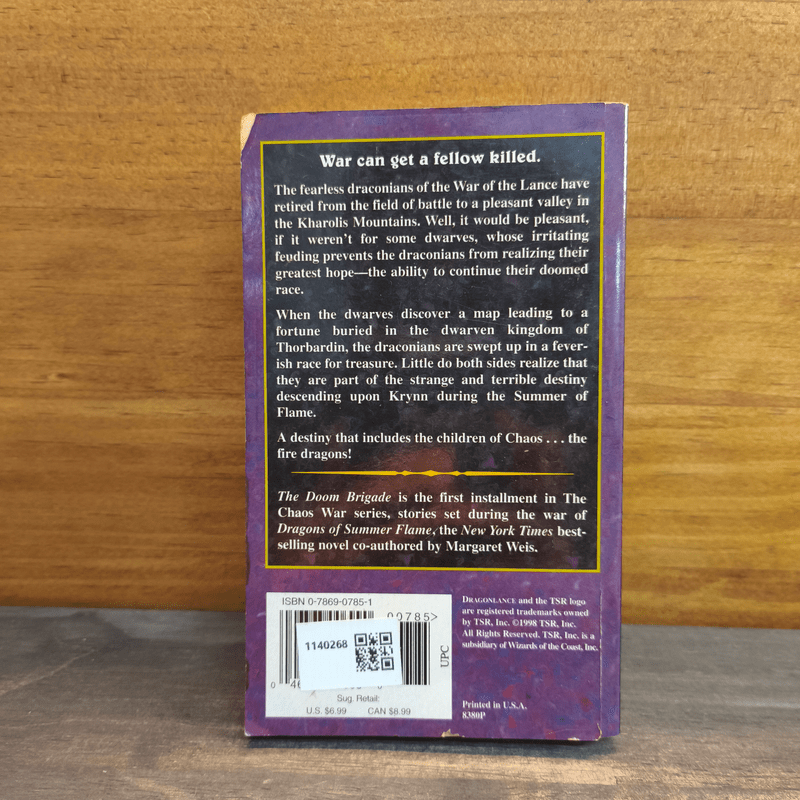 War can get a fellow killed.
The fearless draconians of the War of the Lance have
retired from the field of battle to a pleasant valley in
the Kharolis Mountains. Well, it would be pleasant,
if it weren't for some dwarves, whose irritating
feuding prevents the draconians from realizing their
greatest hope—the ability to continue their doomed
race.
When the dwarves discover a map leading to a
fortune buried in the dwarven kingdom of
Thorbardin, the draconians are swept up in a fever-
ish race for treasure. Little do both sides realize that
they are part of the strange and terrible destiny
descending upon Krynn during the Summer of
Flame.
A destiny that includes the children of Chaos . . . the
fire dragons!
The Doom Brigade is the first installment in The
Chaos War series, stories set during the war of
Dragons of Summer Flame, the New York Times best-
selling novel co-authored by Margaret Weis.
ISBN 0-7869-0785-1
00785>
1140268
UPC
0 46
Sug. Retail:
U.S. $6.99 CAN $8.99
DRAGONLANCE and the TSR logo
are registered trademarks owned
by TSR, Inc. ©1998 TSR, Inc.
All Rights Reserved. TSR, Inc. is a
subsidiary of Wizards of the Coast, Inc.
Printed in U.S.A.
8380P